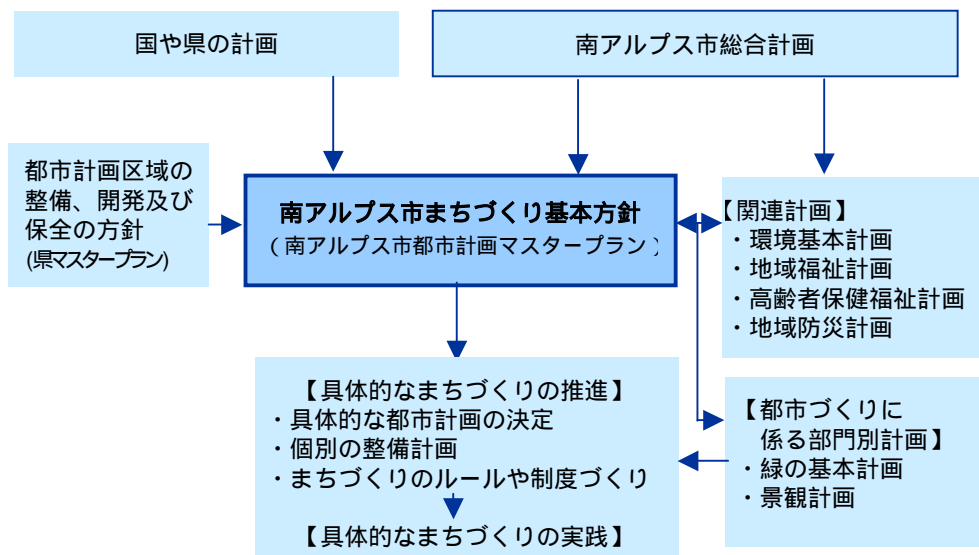 国や県の計画
南アルプス市総合計画
都市計画区域の
整備、開発及び
保全の方針
(県マスタープラン)
南アルプス市まちづくり基本方針
（南アルプス市都市計画マスタープラン）
【関連計画】
・環境基本計画
・地域福祉計画
・高齢者保健福祉計画
・地域防災計画
【具体的なまちづくりの推進】
・具体的な都市計画の決定
・個別の整備計画
・まちづくりのルールや制度づくり
【具体的なまちづくりの実践】
【都市づくりに
係る部門別計画】
・緑の基本計画
・景観計画